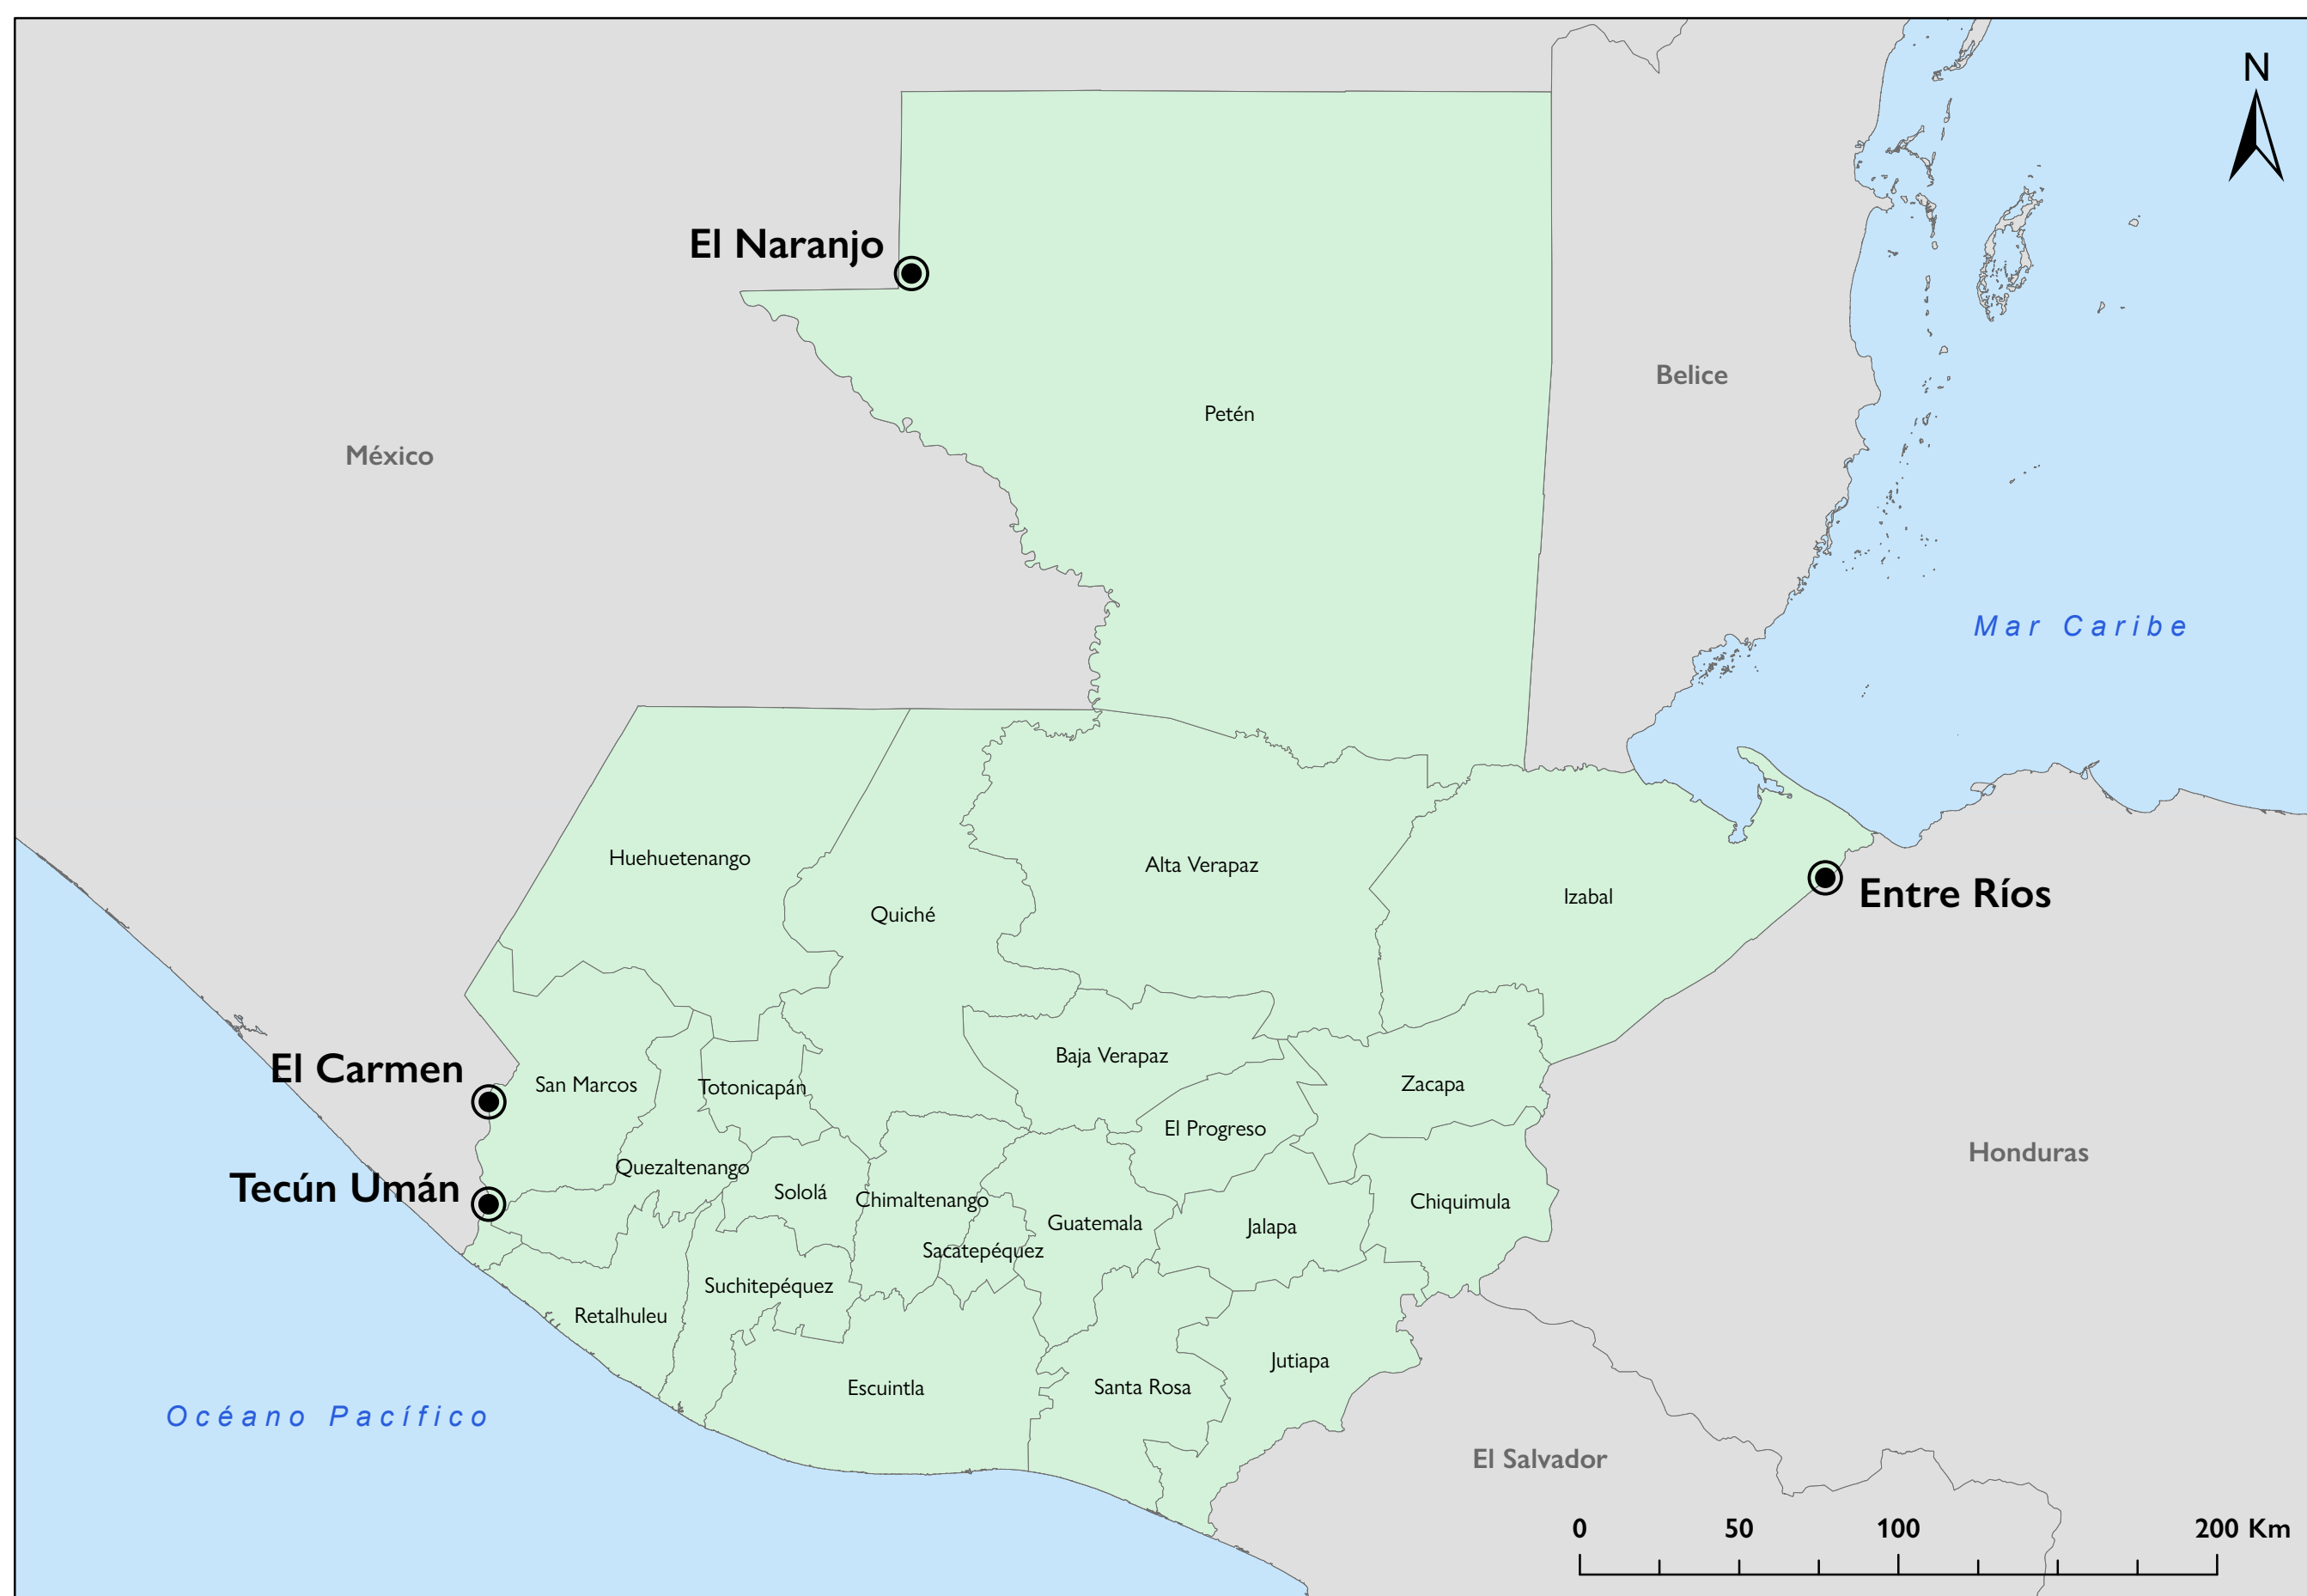 N
El Naranjo
Belice
Petén
México
Mar Caribe
Huehuetenango
Alta Verapaz
Izabal
Entre Ríos
Quiché
Baja Verapaz
El Carmen
San Marcos
Totonicapán
Zacapa
El Progreso
Honduras
Quezaltenango
Tecún Umán
Sololá
Chimaltenango
Chiquimula
Guatemala
Jalapa
Sacatepéquez
Suchitepéquez
Retalhuleu
Jutiapa
Escuintla
Santa Rosa
Océano Pacífico
El Salvador
0 50 100 200 Km